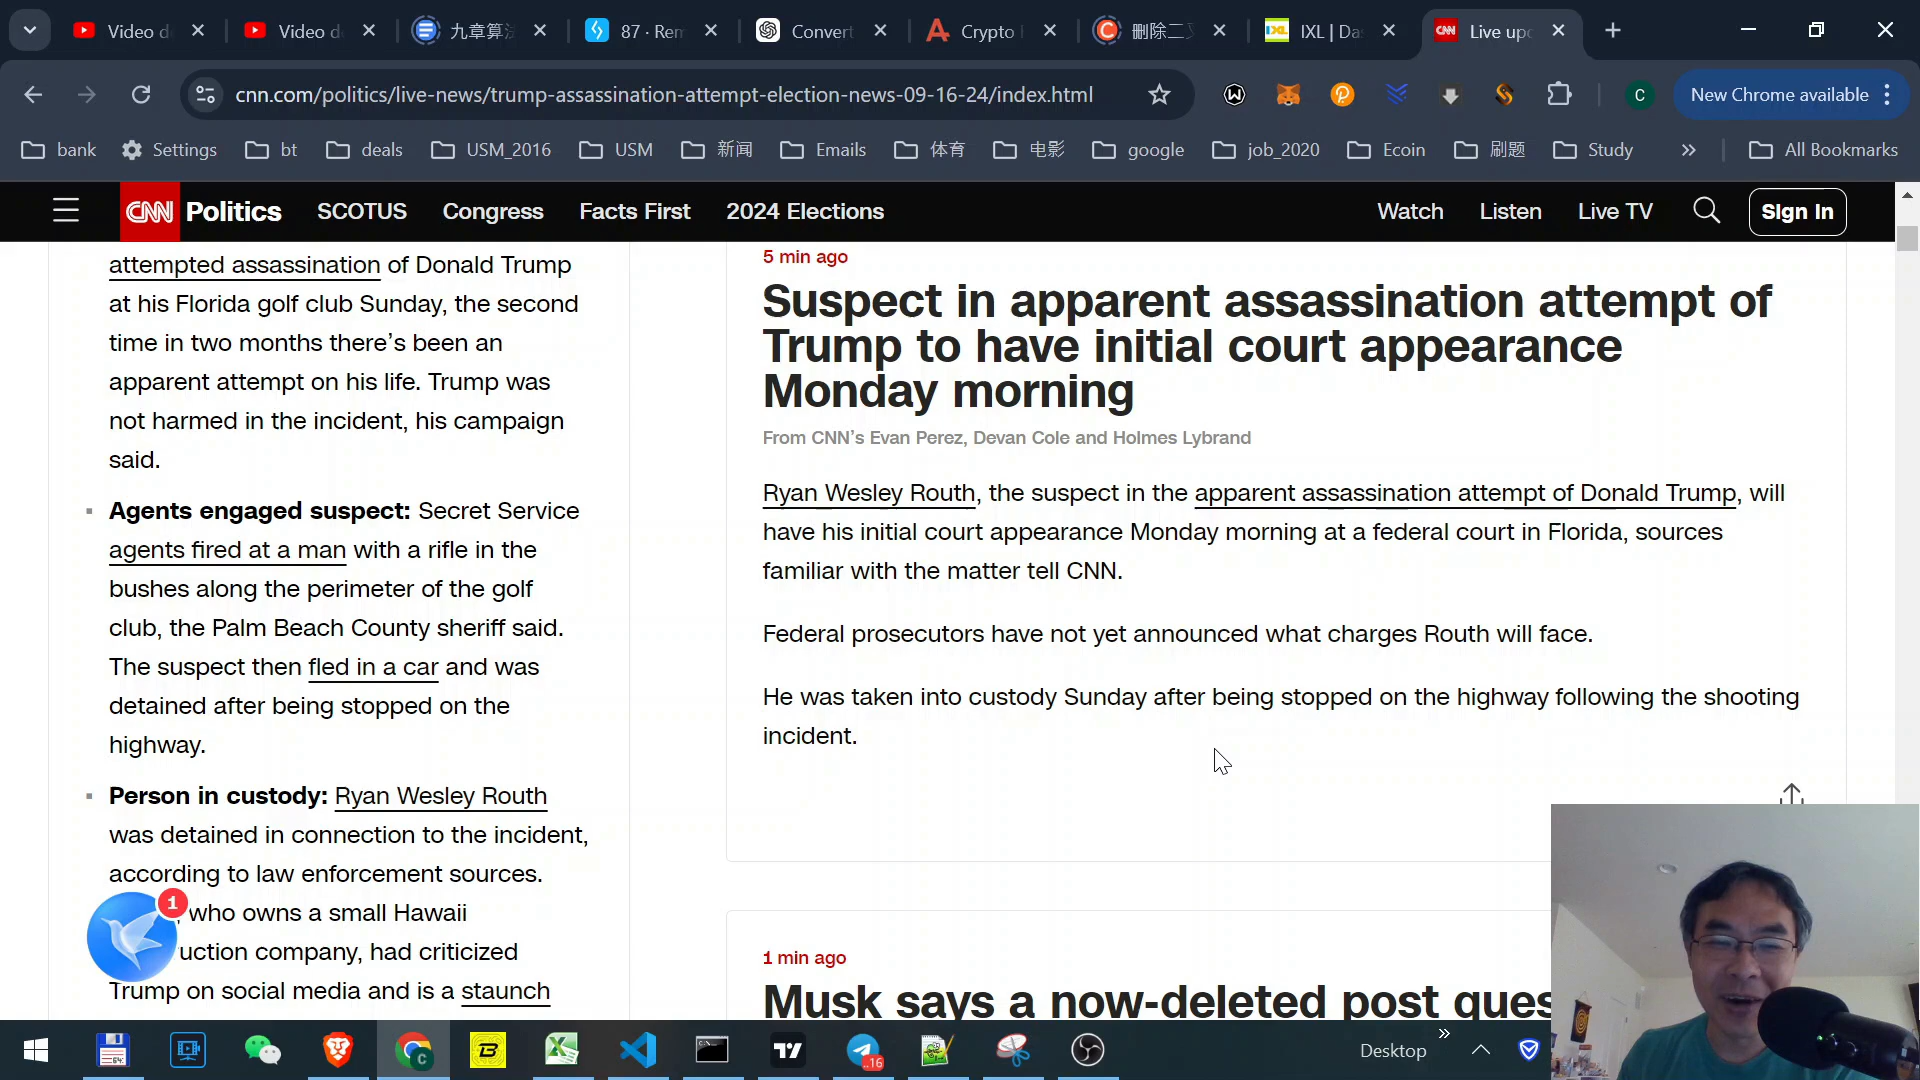 Video d
Video d
九章算法
87 · Rem
Convert
Crypto
删除二叉
IXL | Da
CNN
Live upd
cnn.com/politics/live-news/trump-assassination-attempt-election-news-09-16-24/index.html
C
New Chrome available
bank
Settings
bt
deals
USM_2016
USM
新闻
Emails
体育
电影
google
job_2020
Ecoin
刷题
Study
All Bookmarks
CNN Politics
SCOTUS
Congress
Facts First
2024 Elections
Watch
Listen
Live TV
Sign In
attempted assassination of Donald Trump
at his Florida golf club Sunday, the second
time in two months there's been an
apparent attempt on his life. Trump was
not harmed in the incident, his campaign
said.
Agents engaged suspect: Secret Service
agents fired at a man with a rifle in the
bushes along the perimeter of the golf
club, the Palm Beach County sheriff said.
The suspect then fled in a car and was
detained after being stopped on the
highway.
Person in custody: Ryan Wesley Routh
was detained in connection to the incident,
according to law enforcement sources.
who owns a small Hawaii
uction company, had criticized
Trump on social media and is a staunch
1
5 min ago
Suspect in apparent assassination attempt of
Trump to have initial court appearance
Monday morning
From CNN's Evan Perez, Devan Cole and Holmes Lybrand
Ryan Wesley Routh, the suspect in the apparent assassination attempt of Donald Trump, will
have his initial court appearance Monday morning at a federal court in Florida, sources
familiar with the matter tell CNN.
Federal prosecutors have not yet announced what charges Routh will face.
He was taken into custody Sunday after being stopped on the highway following the shooting
incident.
1 min ago
Musk says a now-deleted post ques
64
C
B
..16
Desktop